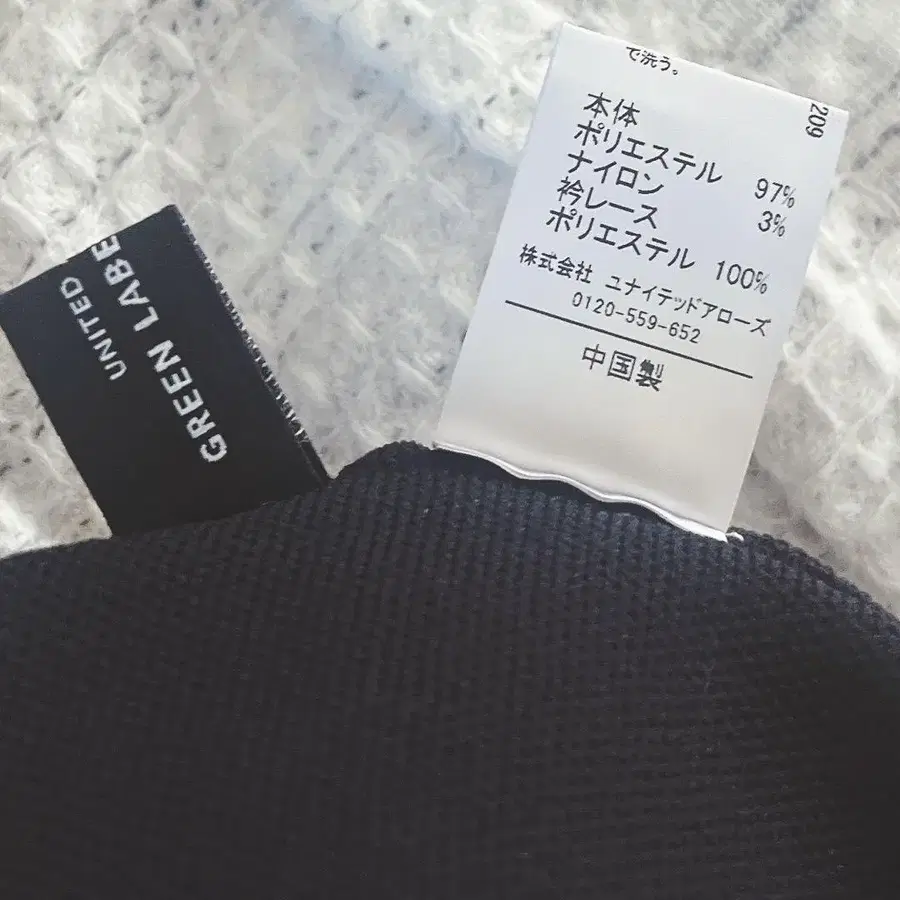 UNITED
GREEN LABE
で洗う。
209
本体
ポリエステル 97%
ナイロン 3%
衿レース
ポリエステル 100%
株式会社 ユナイテッドアローズ
0120-559-652
中国製